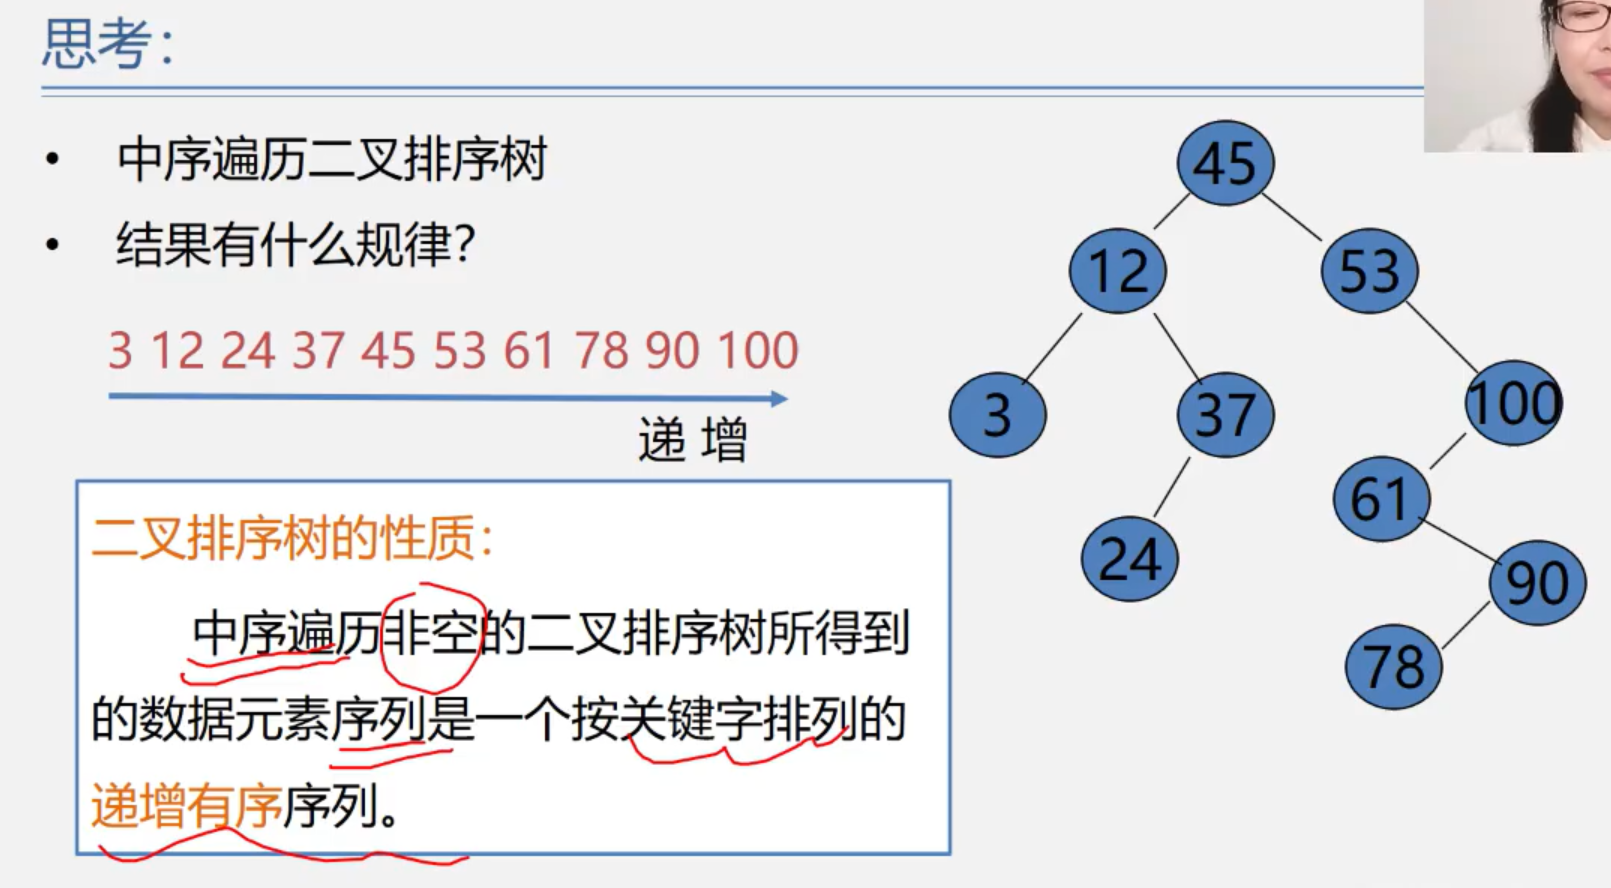 思考：
• 中序遍历二叉排序树
• 结果有什么规律？
3 12 24 37 45 53 61 78 90 100
递 增
二叉排序树的性质：
中序遍历非空的二叉排序树所得到
的数据元素序列是一个按关键字排列的
递增有序序列。
45
12
53
3
37
100
61
24
90
78